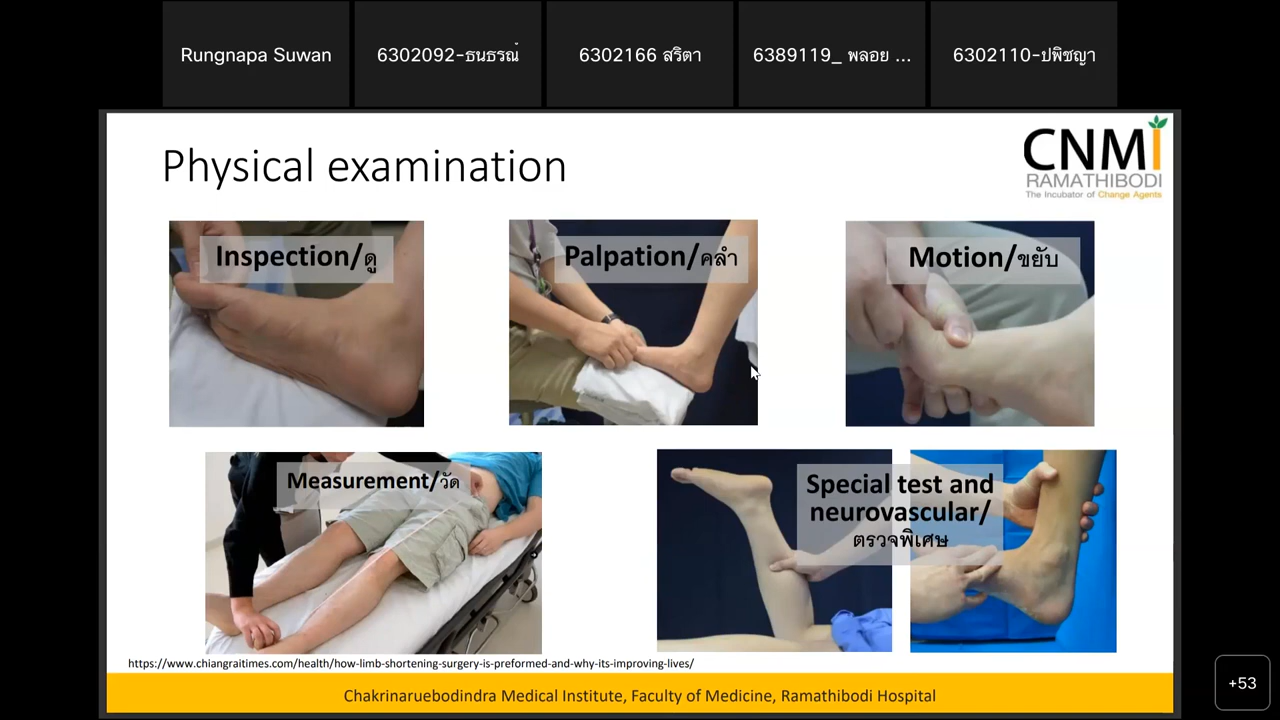 Rungnapa Suwan
6302092-ธนธรณ์
6302166 สริตา
6389119_ พลอย ...
6302110-ปพิชญา
Physical examination
CNMI
RAMATHIBODI
The Incubator of Change Agents
Inspection/ดู
Palpation/คลำ
Motion/ขยับ
Measurement/วัด
Special test and
neurovascular/
ตรวจพิเศษ
https://www.chiangraitimes.com/health/how-limb-shortening-surgery-is-preformed-and-why-its-improving-lives/
Chakrinaruebodindra Medical Institute, Faculty of Medicine, Ramathibodi Hospital
+53